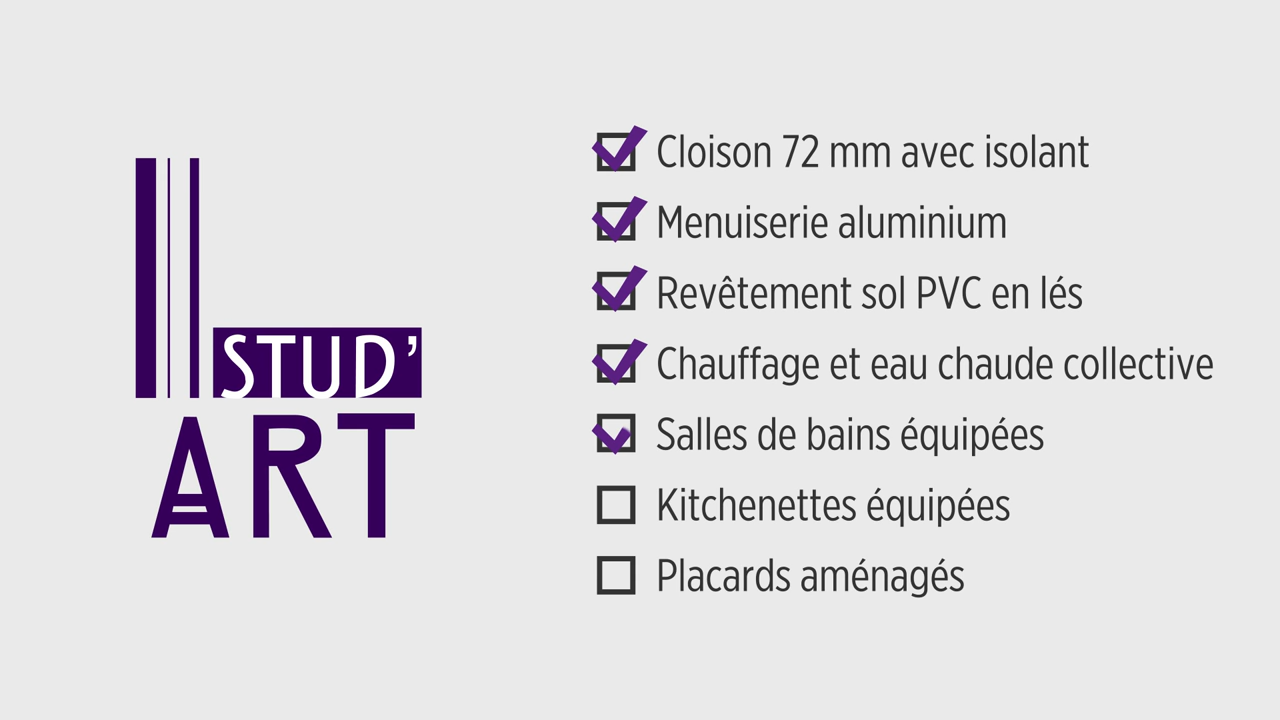 STUD'
ART
Cloison 72 mm avec isolant
Menuiserie aluminium
Revêtement sol PVC en lés
Chauffage et eau chaude collective
Salles de bains équipées
Kitchenettes équipées
Placards aménagés